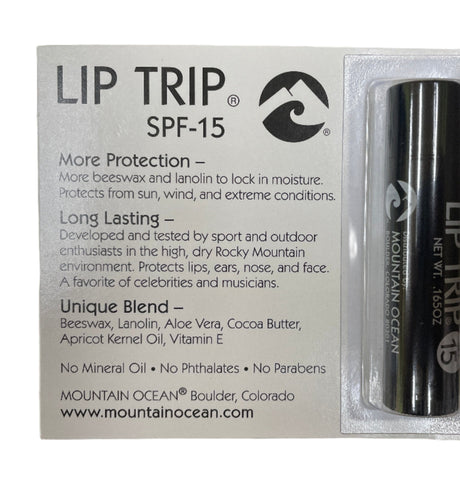 LIP TRIP®
SPF-15
®
More Protection –
More beeswax and lanolin to lock in moisture.
Protects from sun, wind, and extreme conditions.
Long Lasting –
Developed and tested by sport and outdoor
enthusiasts in the high, dry Rocky Mountain
environment. Protects lips, ears, nose, and face.
A favorite of celebrities and musicians.
Unique Blend –
Beeswax, Lanolin, Aloe Vera, Cocoa Butter,
Apricot Kernel Oil, Vitamin E
No Mineral Oil • No Phthalates • No Parabens
MOUNTAIN OCEAN® Boulder, Colorado
www.mountainocean.com
LIP TRIP® 15
NET WT. .165OZ
MOUNTAIN OCEAN
BOULDER, COLORADO 80307